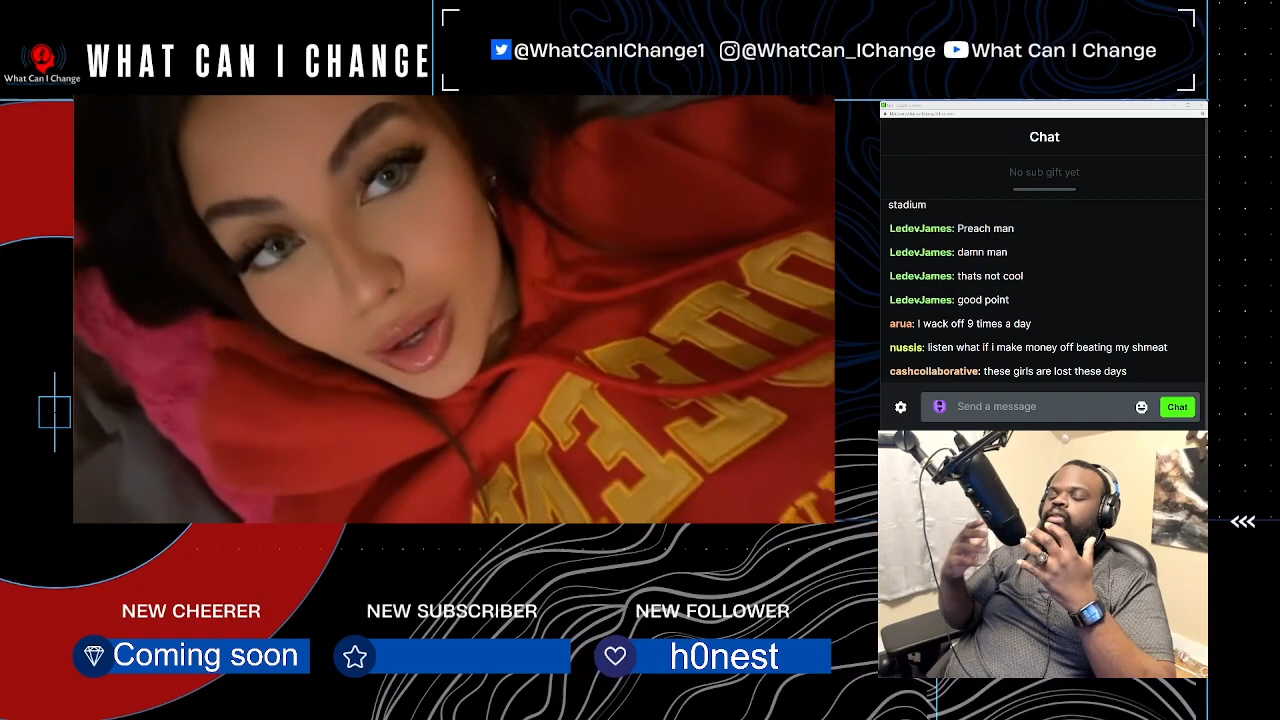 What Can I Change
WHAT CAN I CHANGE
@WhatCanIChange1 @WhatCan_IChange What Can I Change
Chat
No sub gift yet
stadium
LedevJames: Preach man
LedevJames: damn man
LedevJames: thats not cool
LedevJames: good point
arua: I wack off 9 times a day
nussis: listen what if i make money off beating my shmeat
cashcollaborative: these girls are lost these days
Send a message
Chat
NEW CHEERER
NEW SUBSCRIBER
NEW FOLLOWER
Coming soon
h0nest